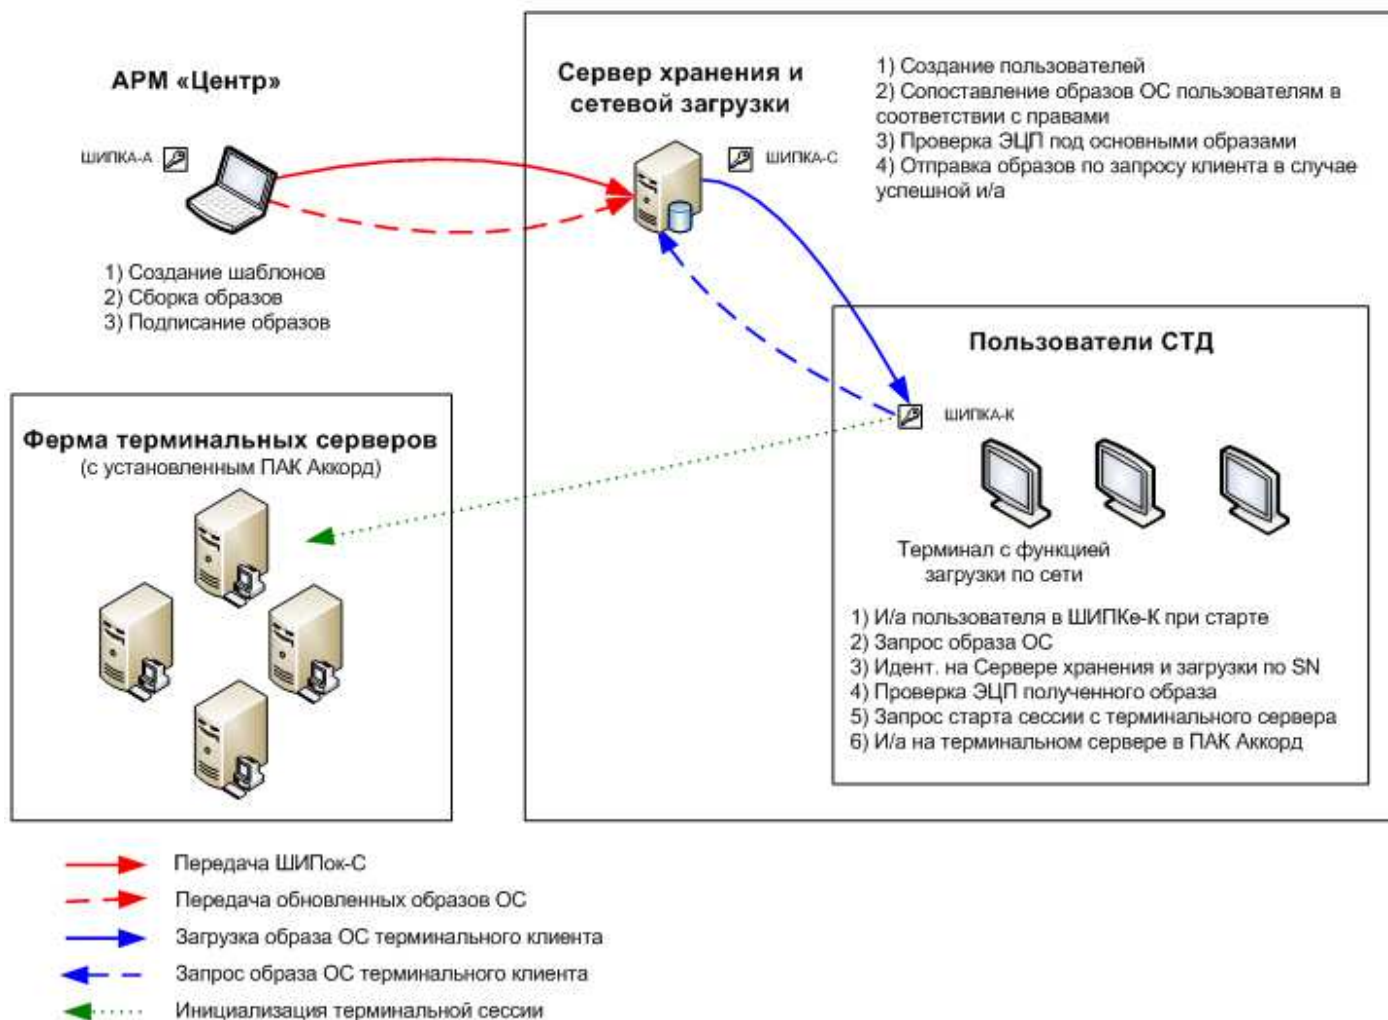 АРМ «Центр»
ШИПКА-А
1) Создание шаблонов
2) Сборка образов
3) Подписание образов
Сервер хранения и
сетевой загрузки
ШИПКА-С
1) Создание пользователей
2) Сопоставление образов ОС пользователям в
соответствии с правами
3) Проверка ЭЦП под основными образами
4) Отправка образов по запросу клиента в случае
успешной и/а
Пользователи СТД
ШИПКА-К
Терминал с функцией
загрузки по сети
1) И/а пользователя в ШИПКе-К при старте
2) Запрос образа ОС
3) Идент. на Сервере хранения и загрузки по SN
4) Проверка ЭЦП полученного образа
5) Запрос старта сессии с терминального сервера
6) И/а на терминальном сервере в ПАК Аккорд
Ферма терминальных серверов
(с установленным ПАК Аккорд)
Передача ШИПок-С
Передача обновленных образов ОС
Загрузка образа ОС терминального клиента
Запрос образа ОС терминального клиента
Инициализация терминальной сессии